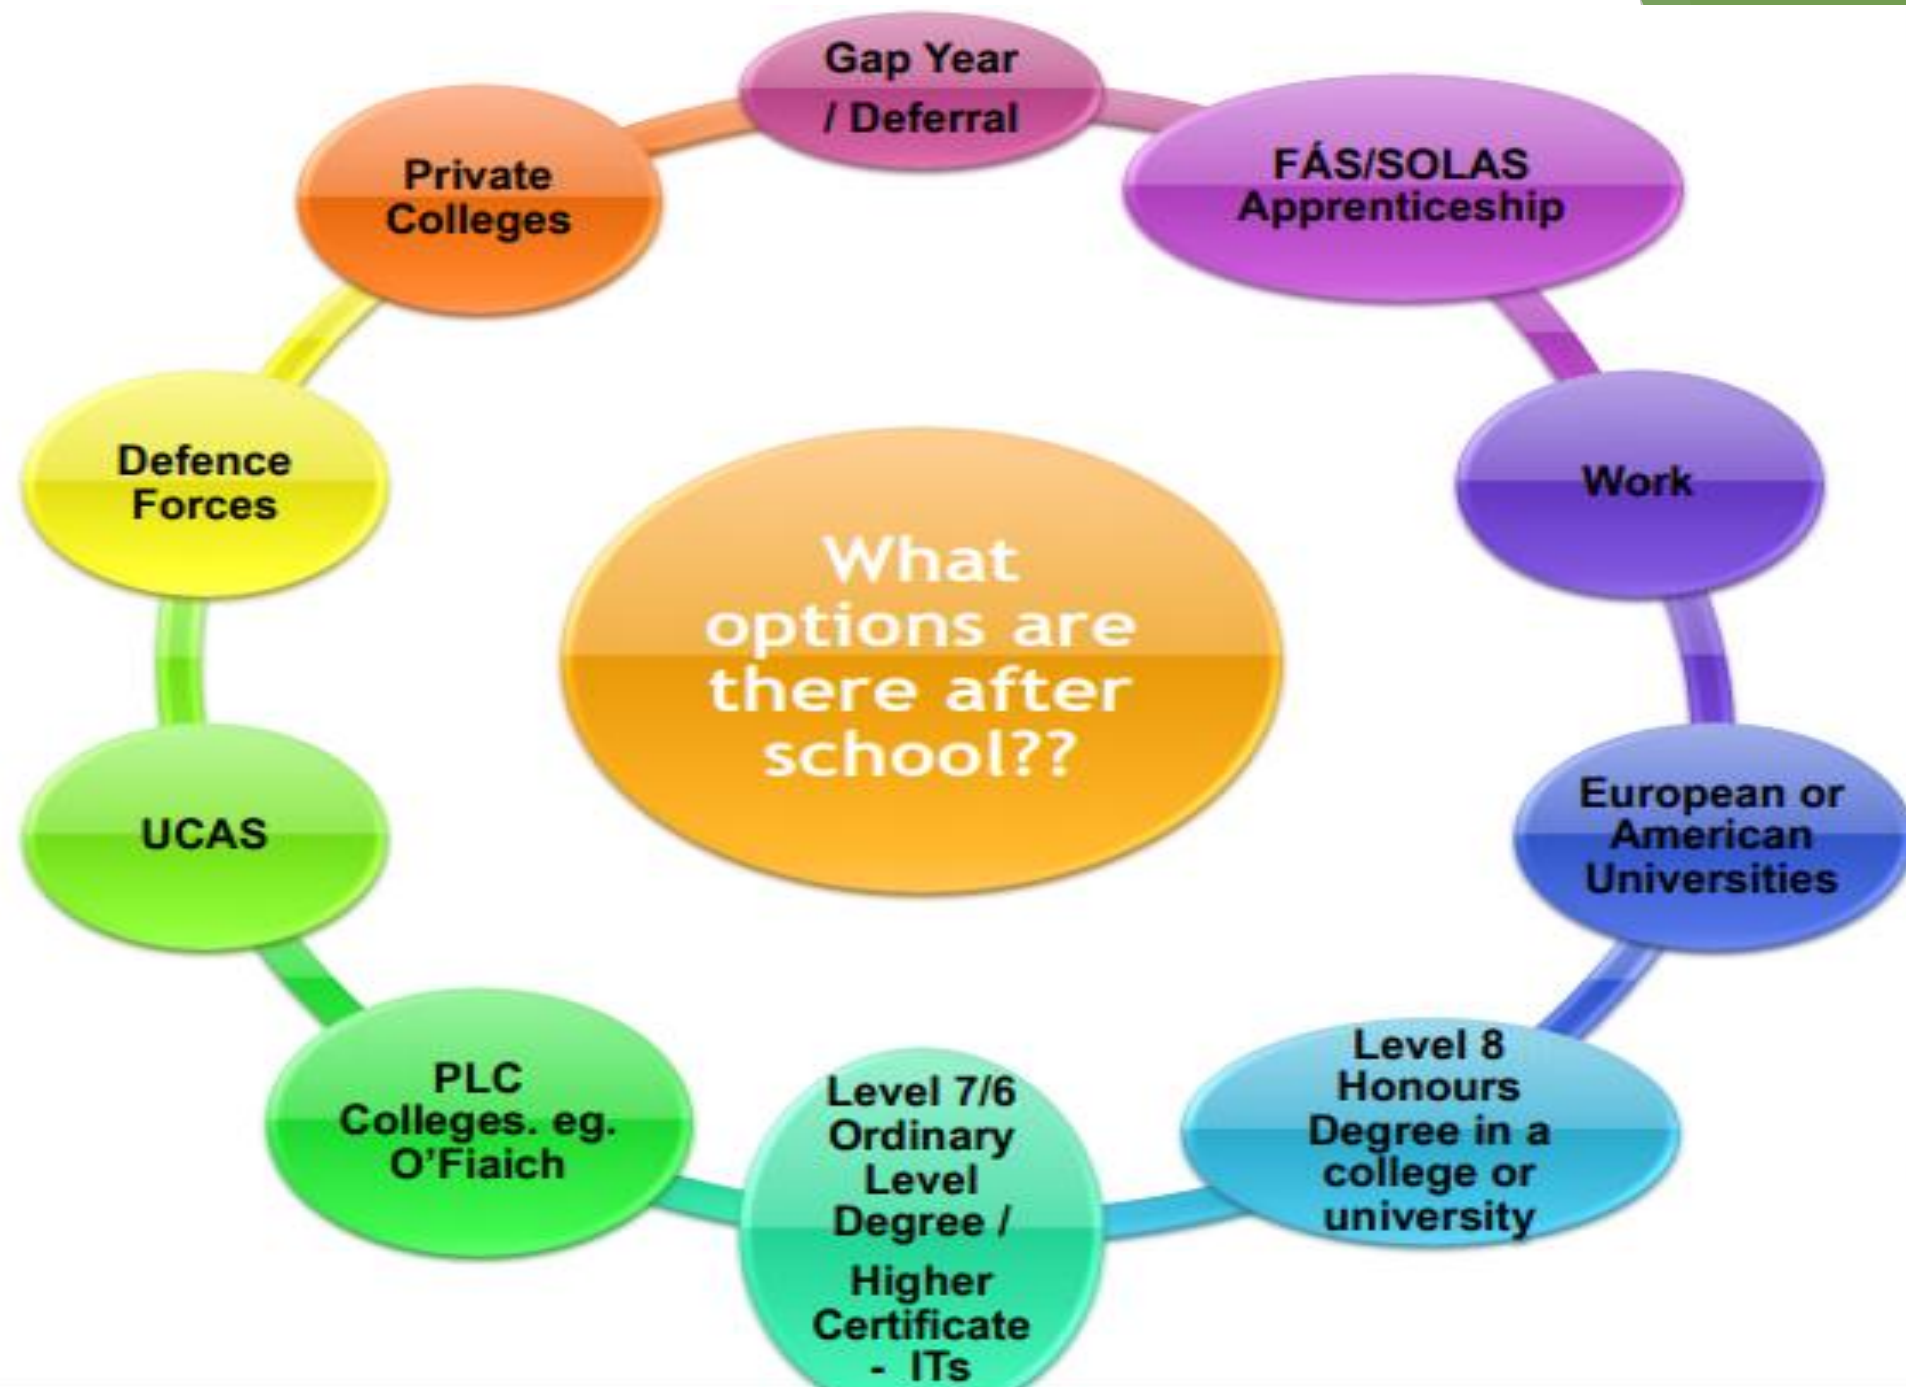 Gap Year
/ Deferral
FÁS/SOLAS
Apprenticeship
Work
European or
American
Universities
Level 8
Honours
Degree in a
college or
university
Level 7/6
Ordinary
Level
Degree /
Higher
Certificate
- ITs
PLC
Colleges. eg.
O’Fiaich
UCAS
Defence
Forces
Private
Colleges
What
options are
there after
school??